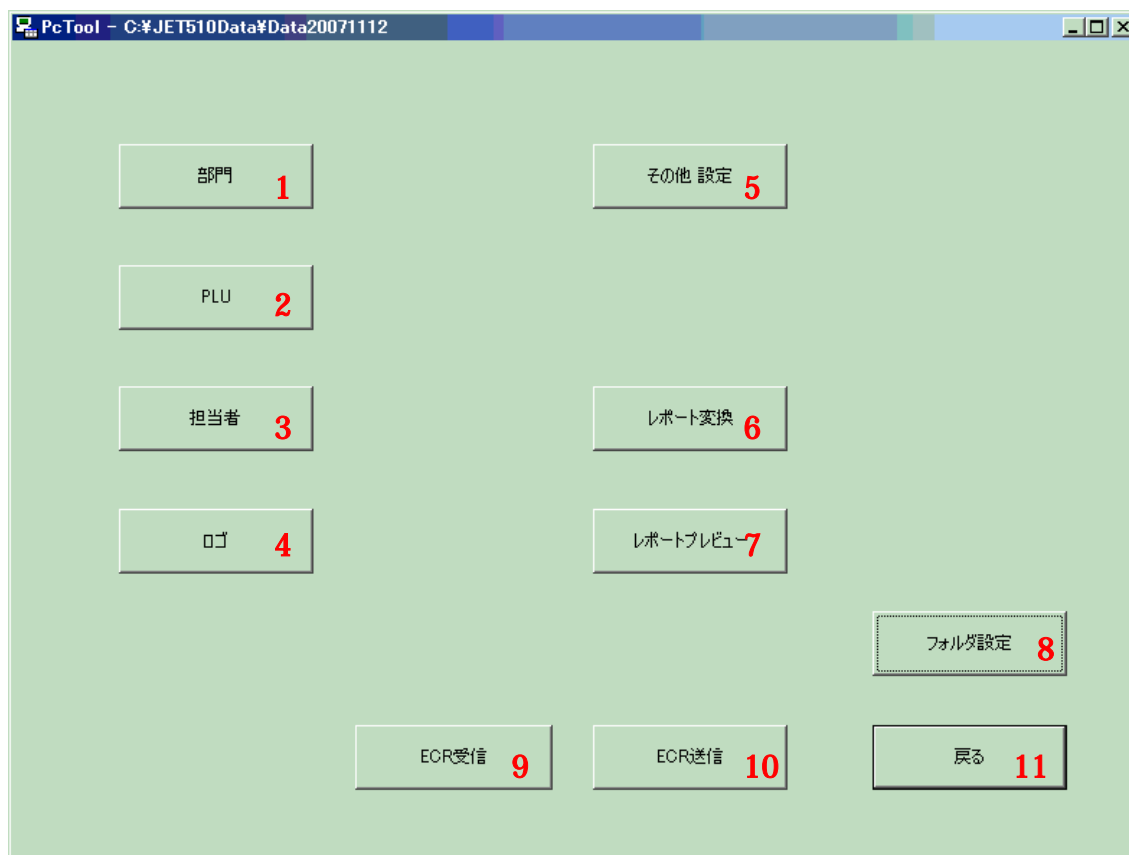 PcTool - C:¥JET510Data¥Data20071112
部門 1
その他 設定 5
PLU 2
担当者 3
レポート変換 6
ロゴ 4
レポートプレビュー 7
フォルダ設定 8
ECR受信 9
ECR送信 10
戻る 11